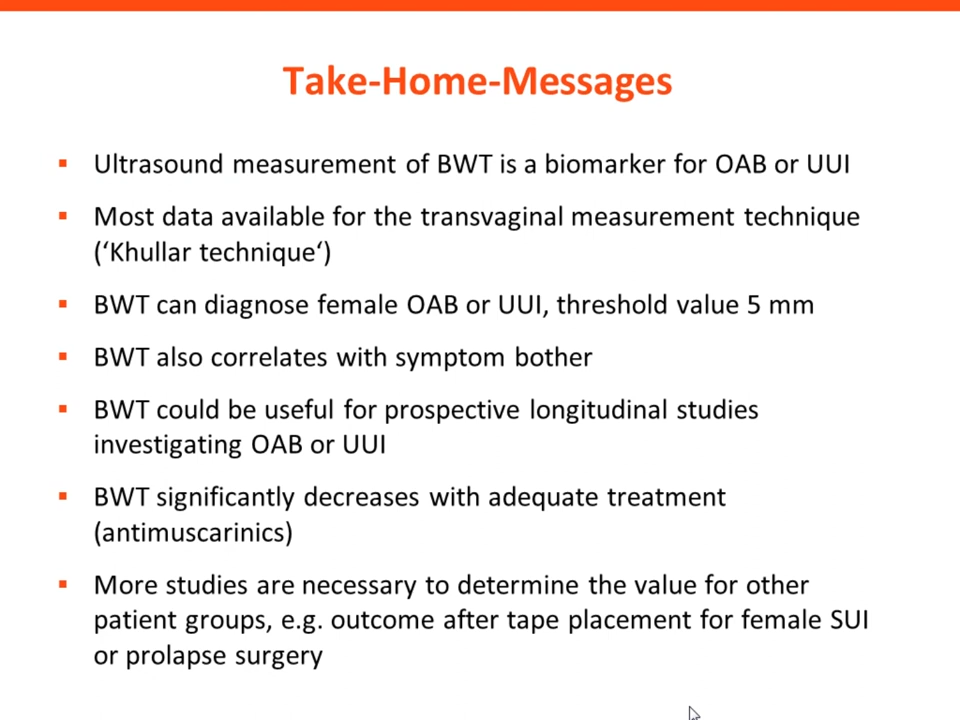 Take-Home-Messages
▪ Ultrasound measurement of BWT is a biomarker for OAB or UUI
▪ Most data available for the transvaginal measurement technique
(‘Khullar technique‘)
▪ BWT can diagnose female OAB or UUI, threshold value 5 mm
▪ BWT also correlates with symptom bother
▪ BWT could be useful for prospective longitudinal studies
investigating OAB or UUI
▪ BWT significantly decreases with adequate treatment
(antimuscarinics)
▪ More studies are necessary to determine the value for other
patient groups, e.g. outcome after tape placement for female SUI
or prolapse surgery